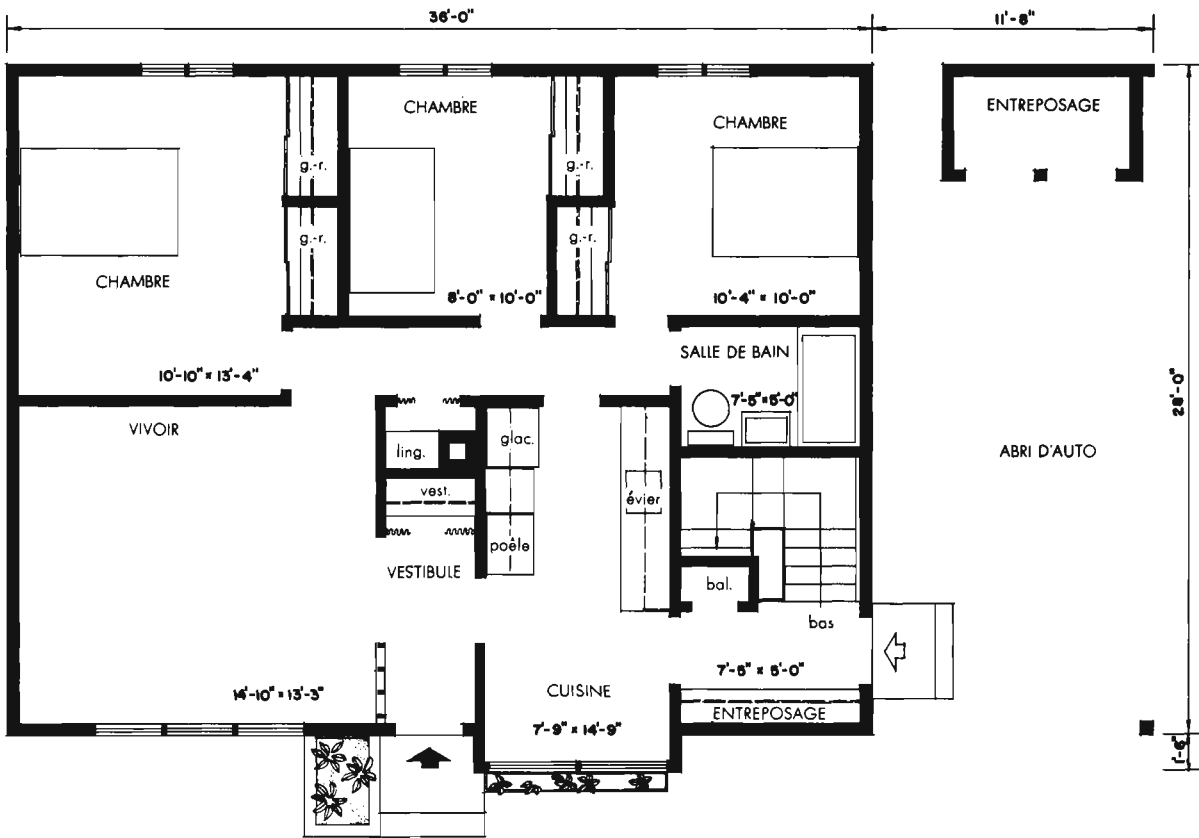 36'-0"
11'-8"
CHAMBRE
CHAMBRE
ENTREPOSAGE
g.-r.
g.-r.
g.-r.
g.-r.
CHAMBRE
8'-0" × 10'-0"
10'-4" × 10'-0"
SALLE DE BAIN
10'-10" × 13'-4"
7'-5" × 5'-0"
28'-0"
VIVOIR
ling.
glac.
ABRI D'AUTO
vest.
évier
poêle
VESTIBULE
bal.
bas
7'-5" × 5'-0"
14'-10" × 13'-3"
CUISINE
ENTREPOSAGE
7'-9" × 14'-9"
1'-6"